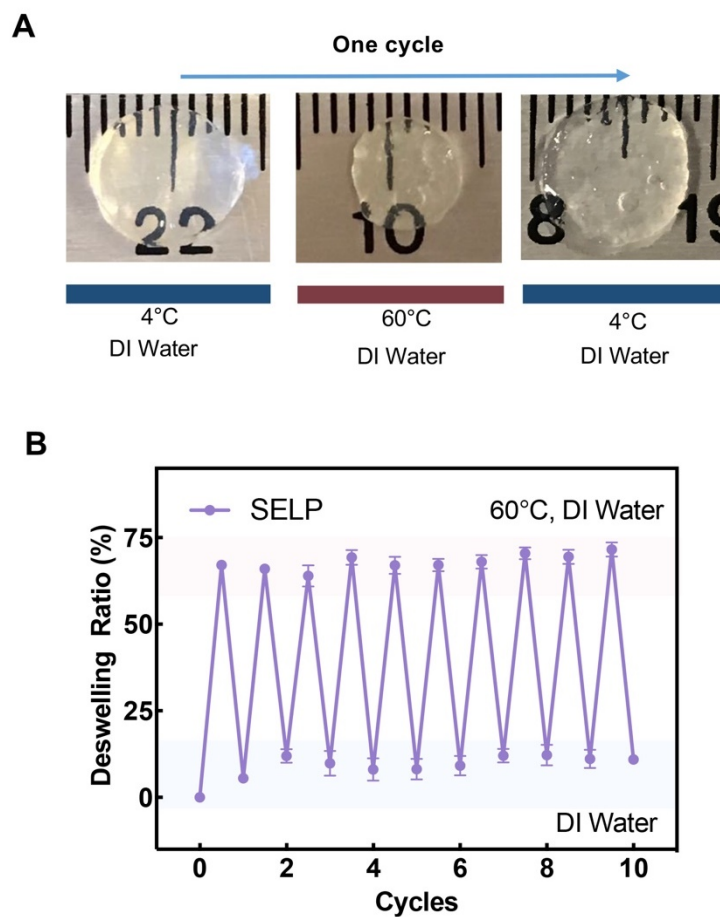 A
One cycle
22
10
8 19
4°C
DI Water
60°C
DI Water
4°C
DI Water
B
SELP
60°C, DI Water
75
50
25
0
Deswelling Ratio (%)
DI Water
0 2 4 6 8 10
Cycles